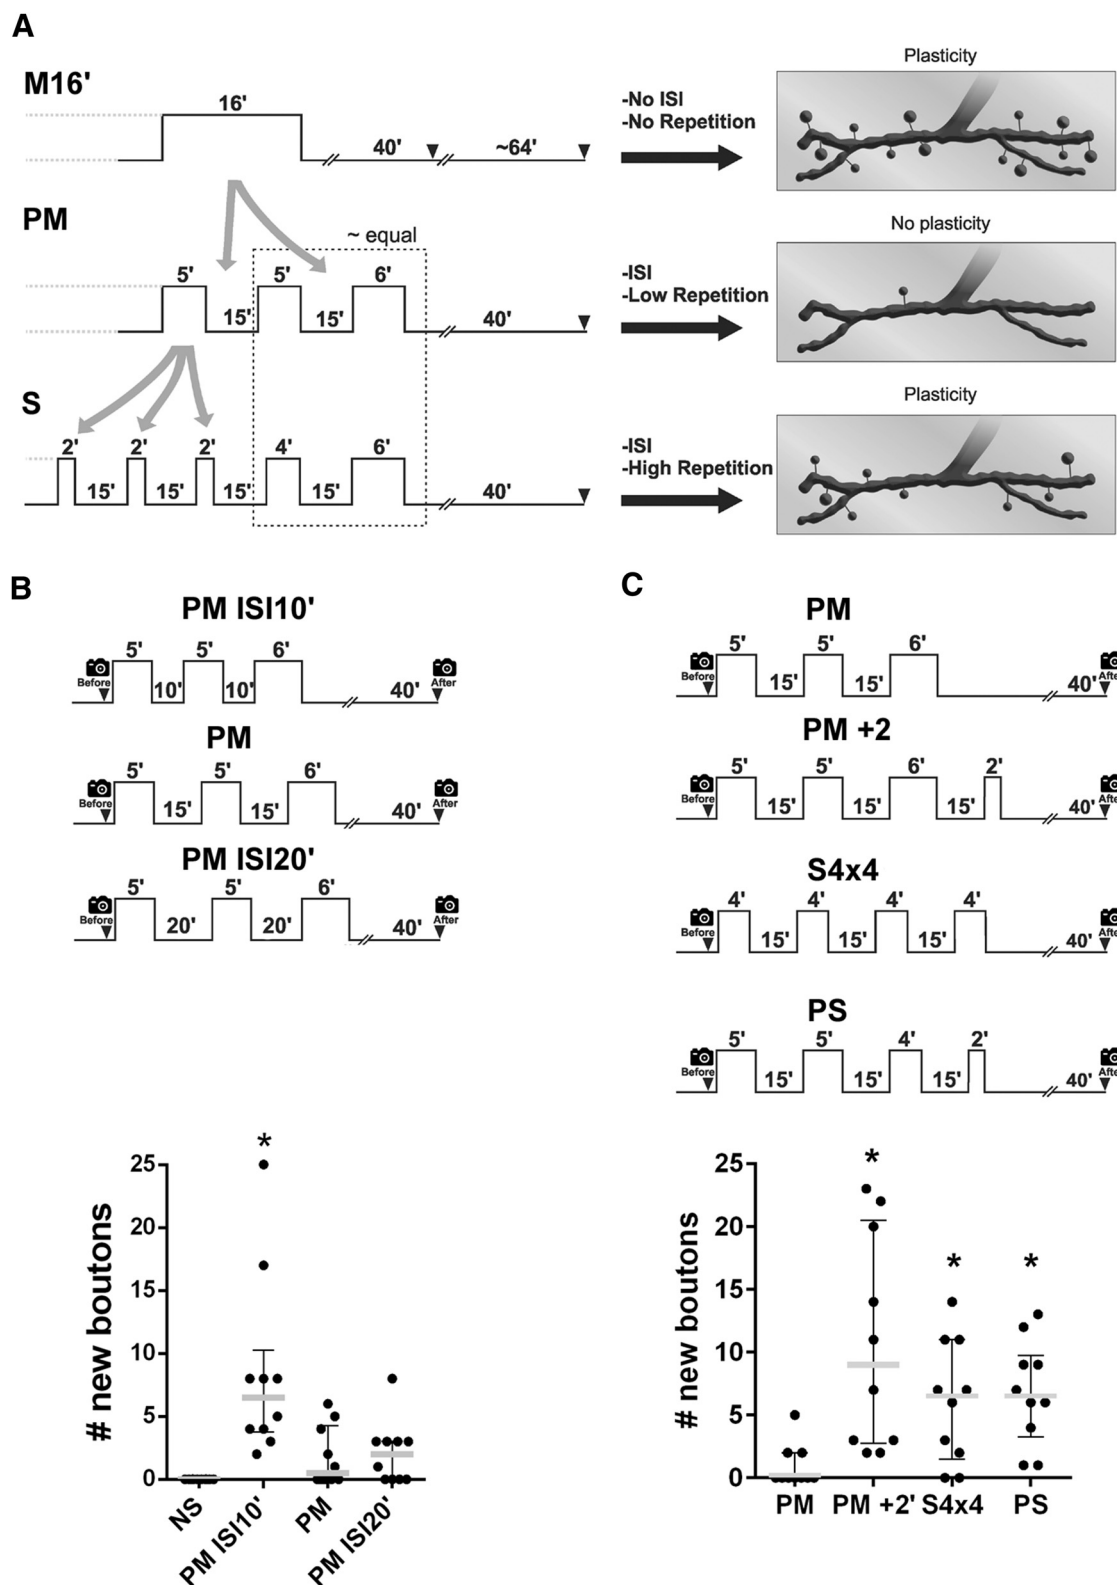 A
Plasticity
M16'
16'
-No ISI
-No Repetition
40'
~64'
PM
No plasticity
~ equal
5'
5'
6'
-ISI
-Low Repetition
15'
15'
40'
S
Plasticity
2'
2'
2'
4'
6'
-ISI
-High Repetition
15'
15'
15'
15'
40'
B
PM ISI10'
5'
5'
6'
Before
10'
10'
40'
After
PM
5'
5'
6'
Before
15'
15'
40'
After
PM ISI20'
5'
5'
6'
Before
20'
20'
40'
After
# new boutons
25
*
20
15
10
5
0
NS
PM ISI10'
PM
PM ISI20'
C
PM
5'
5'
6'
Before
15'
15'
40'
Afte
PM +2
5'
5'
6'
2'
Before
15'
15'
15'
40'
Afte
S4x4
4'
4'
4'
4'
Before
15'
15'
15'
40'
Afte
PS
5'
5'
4'
2'
Before
15'
15'
15'
40'
Afte
# new boutons
25
*
20
* *
15
10
5
0
PM
PM +2'
S4x4
PS